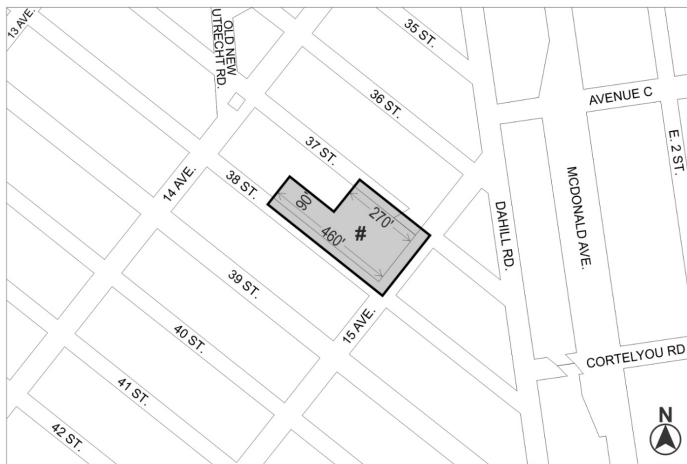 13 AVE.
OLD NEW
UTRECHT RD.
35 ST.
36 ST.
AVENUE C
E. 2 ST.
37 ST.
14 AVE.
38 ST.
90'
270'
460'
#
DAHILL RD.
MCDONALD AVE.
39 ST.
15 AVE.
40 ST.
CORTELYOU RD
41 ST.
42 ST.
N